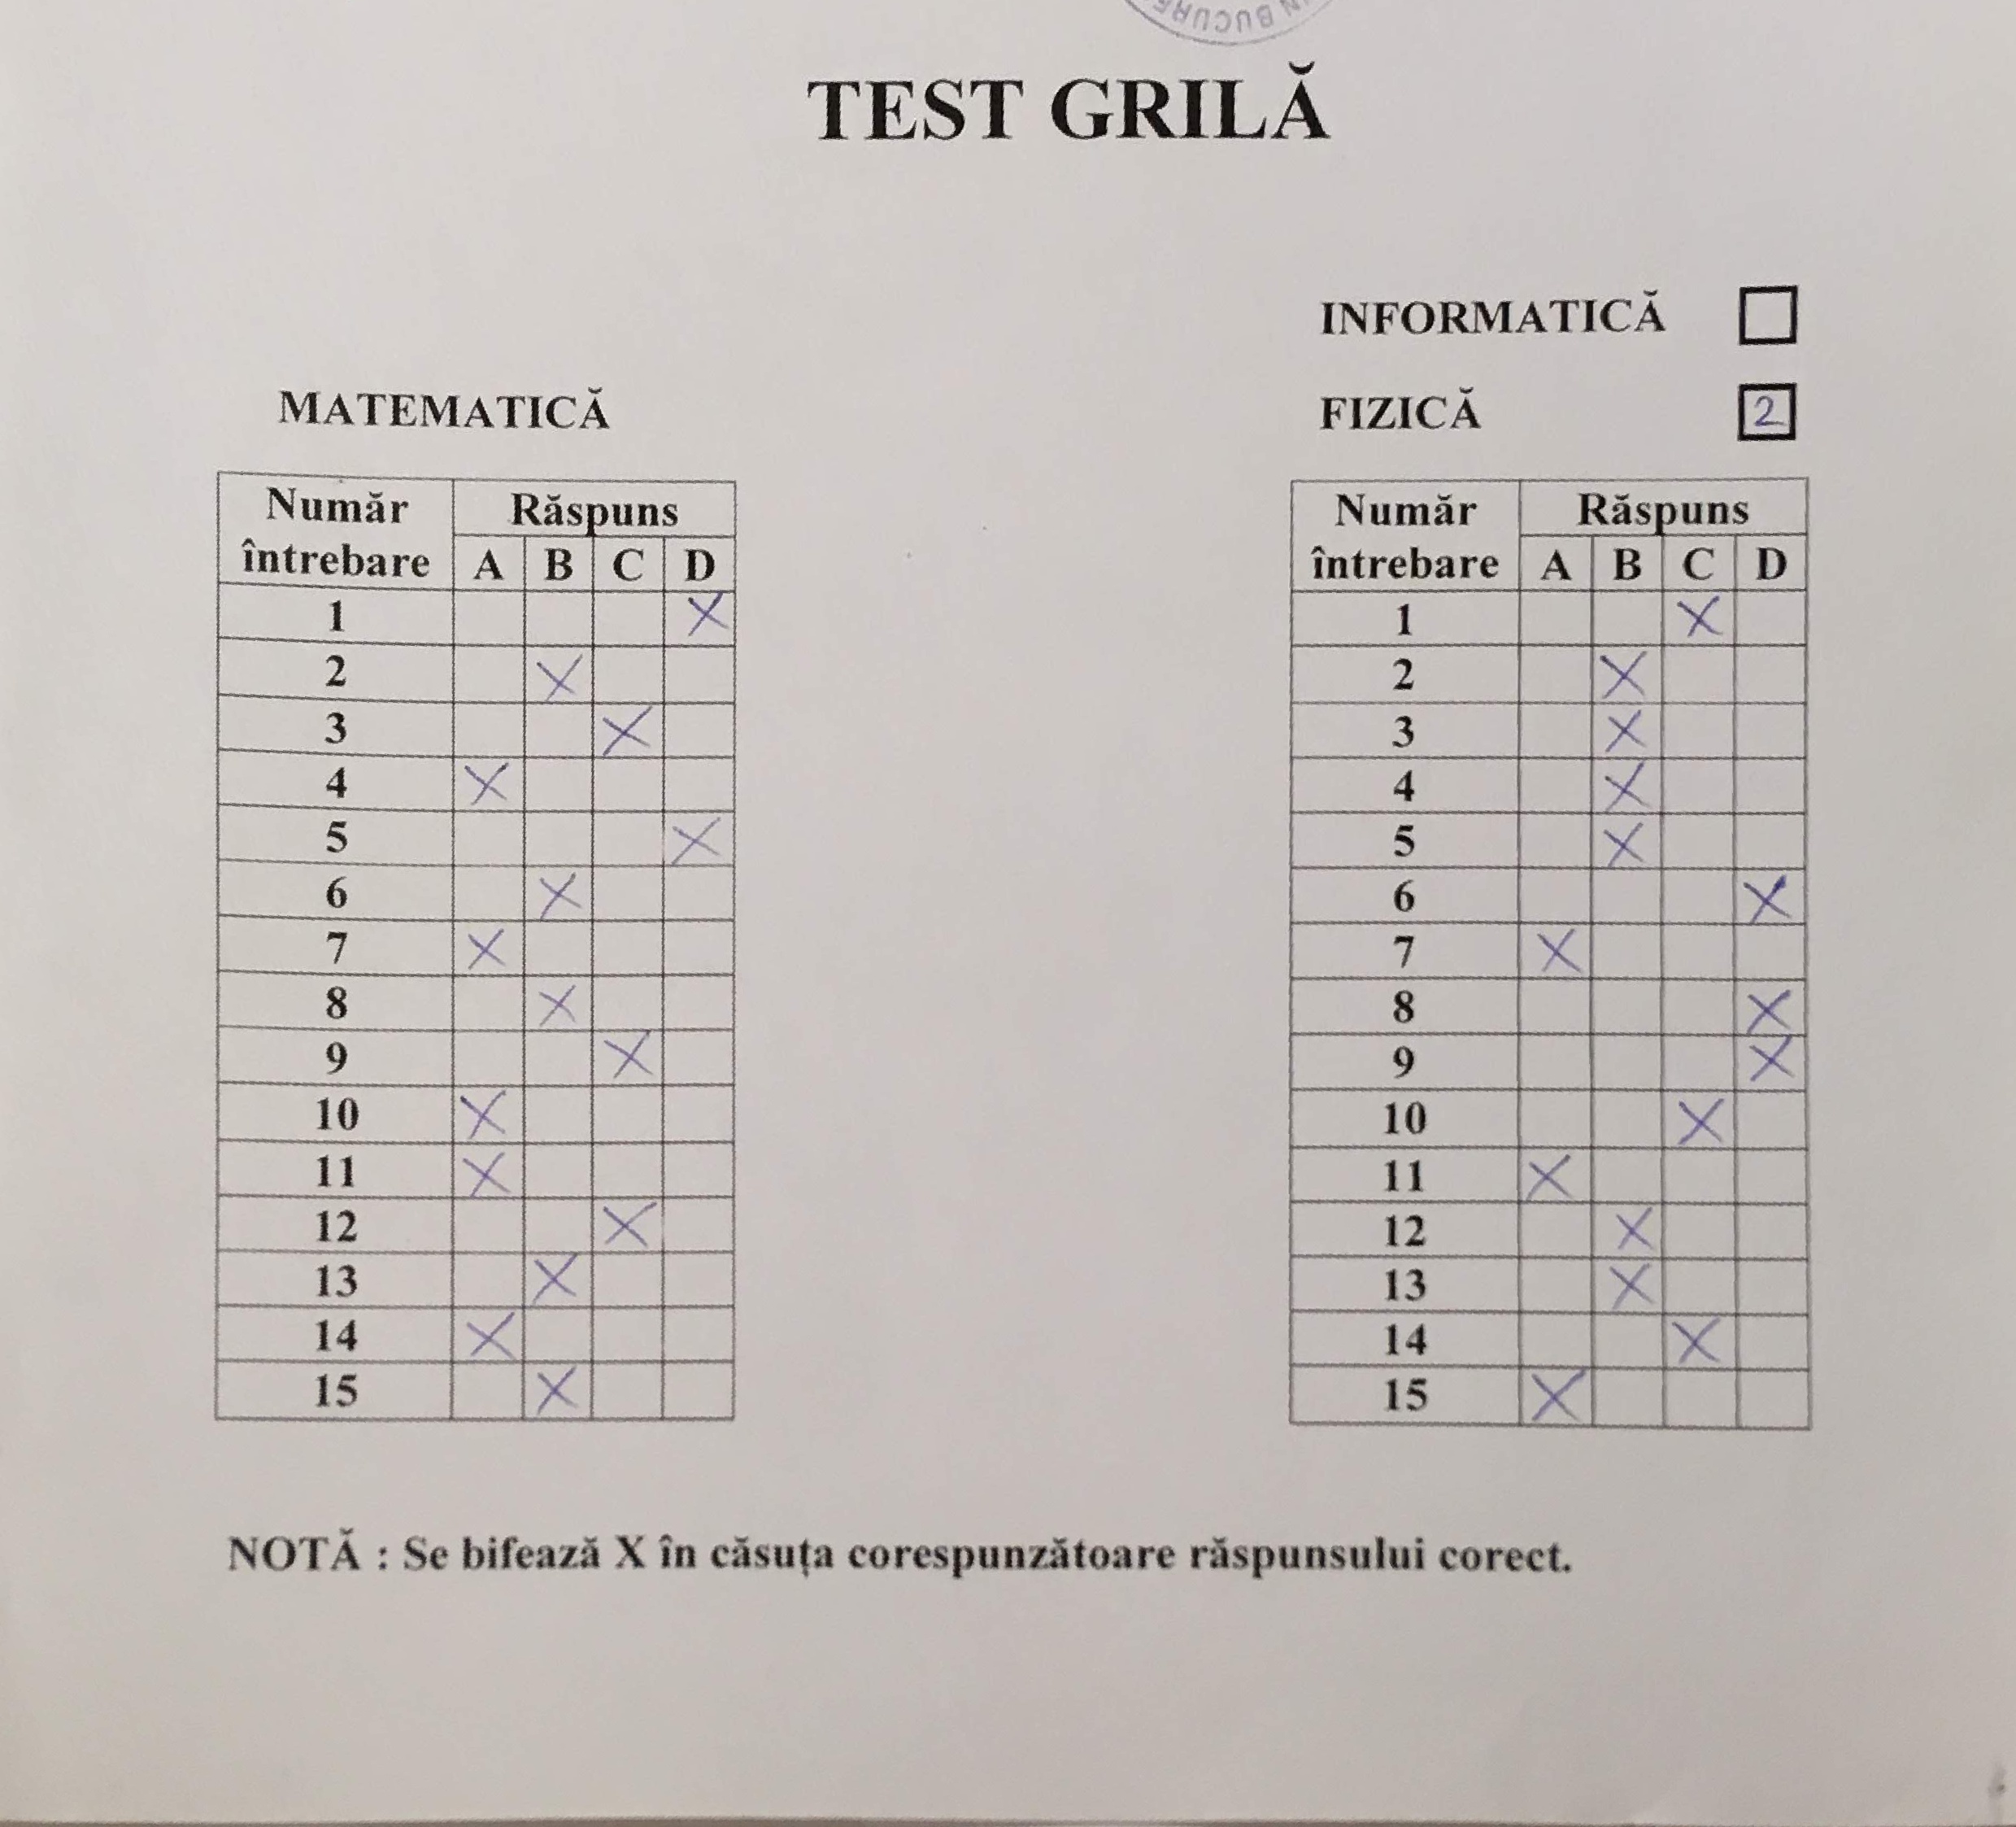 N BUCURE
TEST GRILĂ
INFORMATICĂ
MATEMATICĂ
FIZICĂ 2
Număr întrebare Răspuns
A B C D
1 X
2 X
3 X
4 X
5 X
6 X
7 X
8 X
9 X
10 X
11 X
12 X
13 X
14 X
15 X
Număr întrebare Răspuns
A B C D
1 X
2 X
3 X
4 X
5 X
6 X
7 X
8 X
9 X
10 X
11 X
12 X
13 X
14 X
15 X
NOTĂ : Se bifează X în căsuța corespunzătoare răspunsului corect.